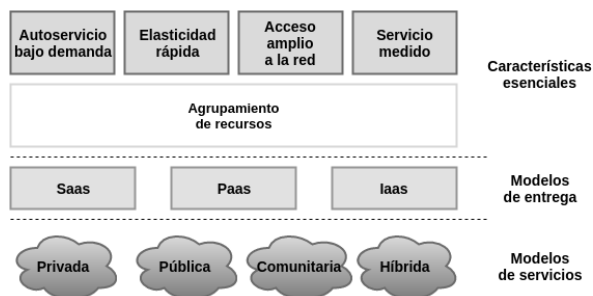 Autoservicio
bajo demanda
Elasticidad
rápida
Acceso
amplio
a la red
Servicio
medido
Características
esenciales
Agrupamiento
de recursos
Saas
Paas
Iaas
Modelos
de entrega
Privada
Pública
Comunitaria
Híbrida
Modelos
de servicios